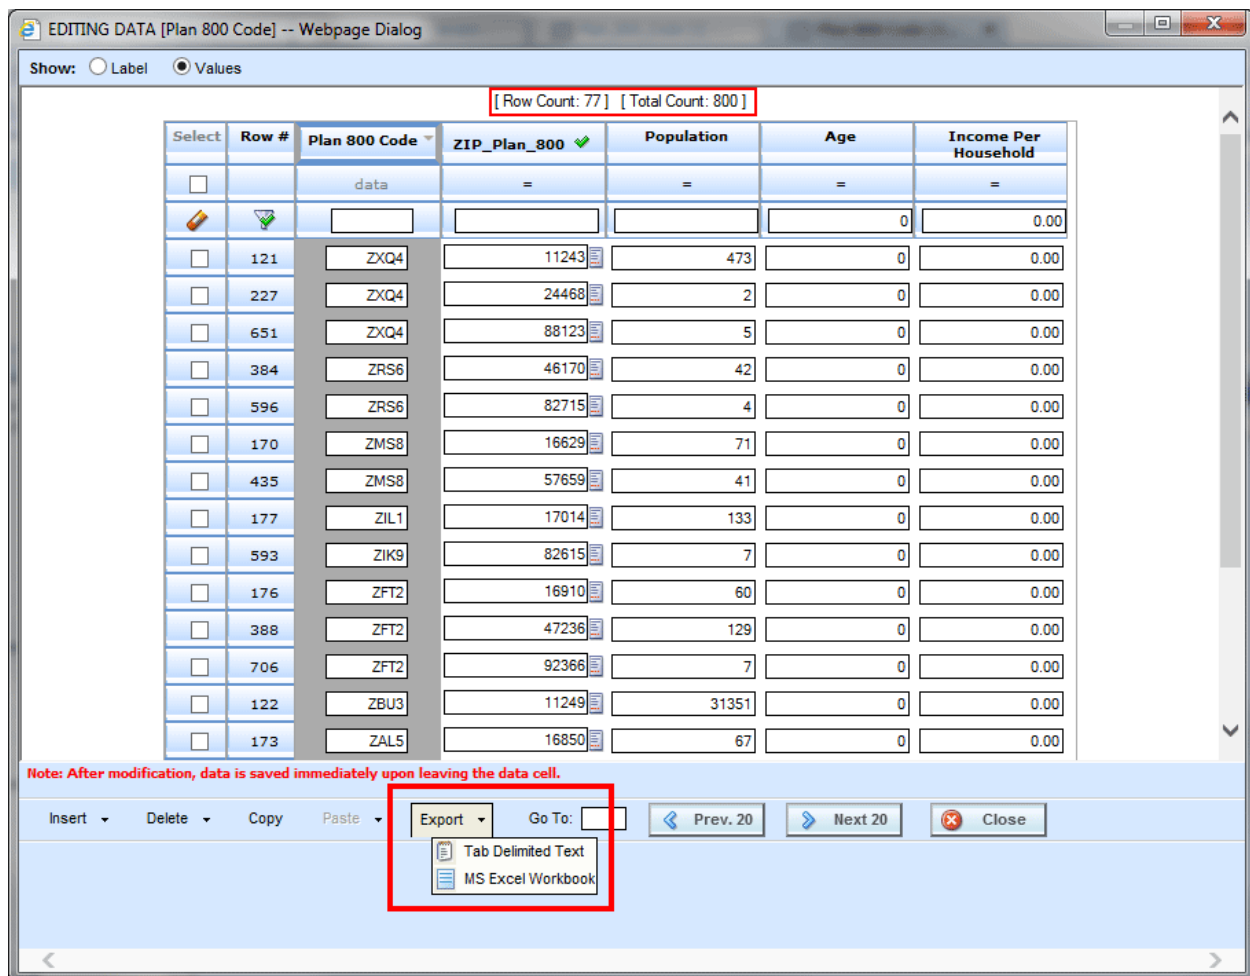 EDITING DATA [Plan 800 Code] -- Webpage Dialog
Show: Label Values
[ Row Count: 77 ] [ Total Count: 800 ]
Select Row # Plan 800 Code ZIP_Plan_800 Population Age Income Per Household
data = = = =
0 0.00
121 ZXQ4 11243 473 0 0.00
227 ZXQ4 24468 2 0 0.00
651 ZXQ4 88123 5 0 0.00
384 ZRS6 46170 42 0 0.00
596 ZRS6 82715 4 0 0.00
170 ZMS8 16629 71 0 0.00
435 ZMS8 57659 41 0 0.00
177 ZIL1 17014 133 0 0.00
593 ZIK9 82615 7 0 0.00
176 ZFT2 16910 60 0 0.00
388 ZFT2 47236 129 0 0.00
706 ZFT2 92366 7 0 0.00
122 ZBU3 11249 31351 0 0.00
173 ZAL5 16850 67 0 0.00
Note: After modification, data is saved immediately upon leaving the data cell.
Insert Delete Copy Paste Export Go To: Prev. 20 Next 20 Close
Tab Delimited Text
MS Excel Workbook